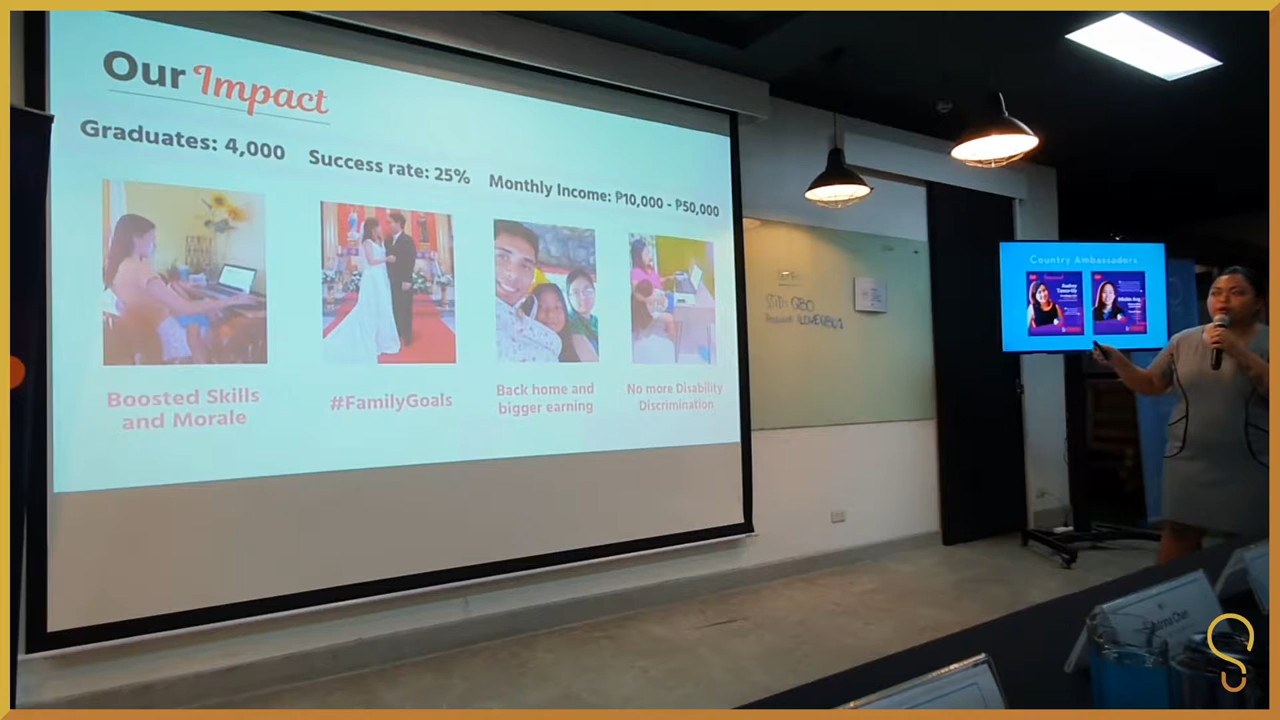 Our Impact
Graduates: 4,000
Success rate: 25%
Monthly Income: ₱10,000 - ₱50,000
Boosted Skills
and Morale
#FamilyGoals
Back home and
bigger earning
No more Disability
Discrimination
Country Ambassadors